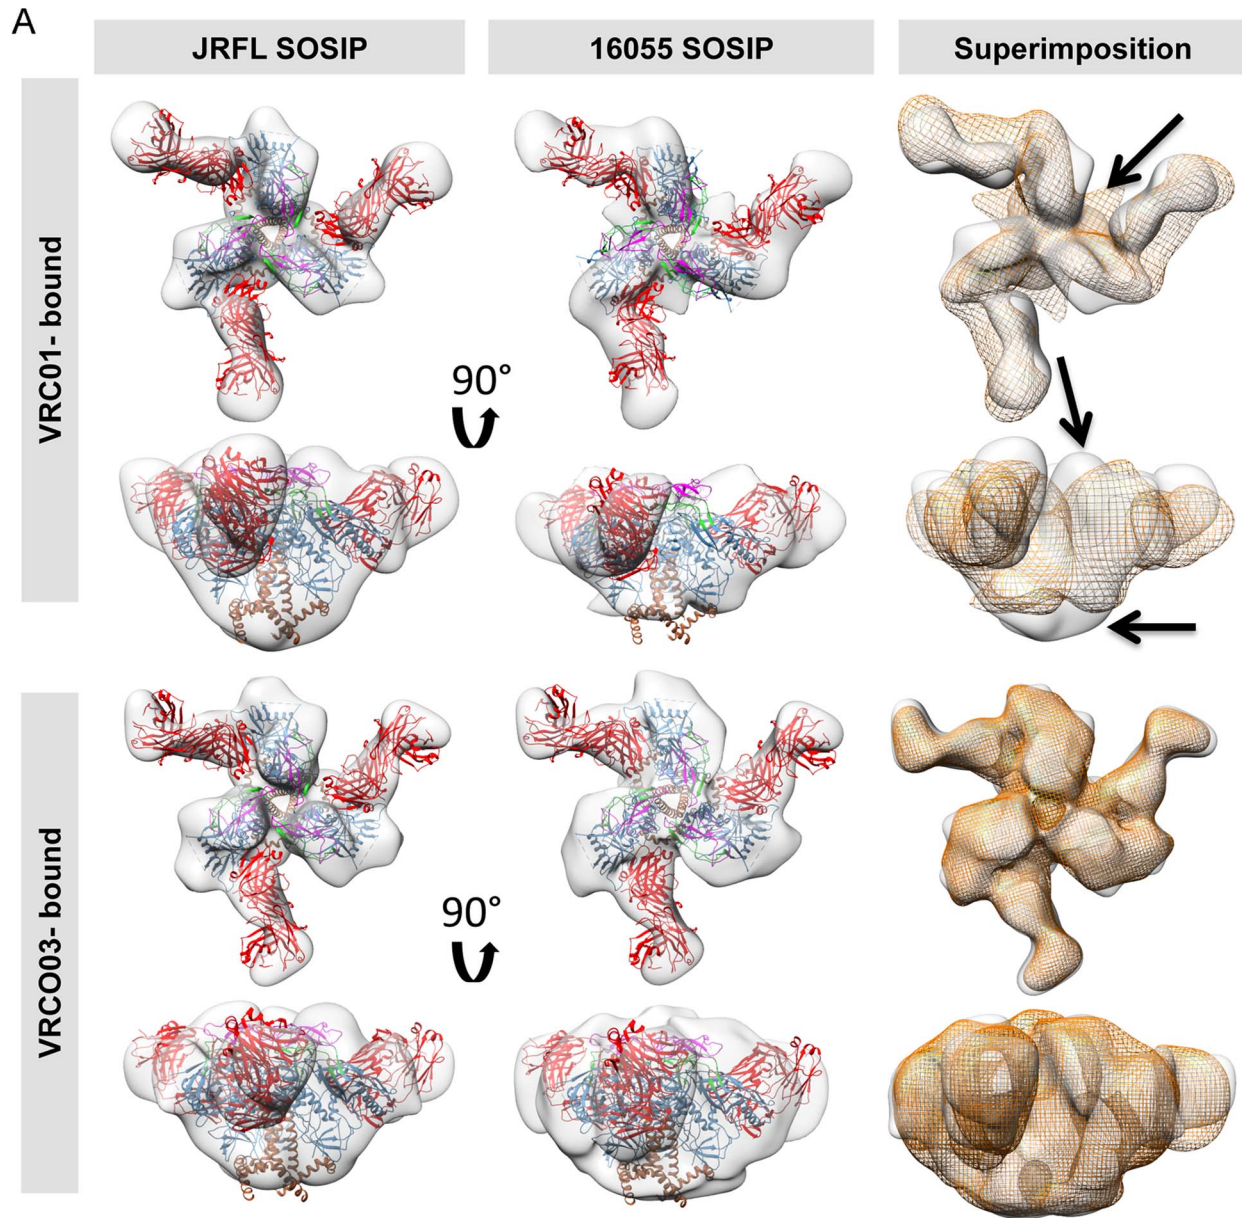 A
JRFL SOSIP
16055 SOSIP
Superimposition
VRC01- bound
90°
VRCO03- bound
90°